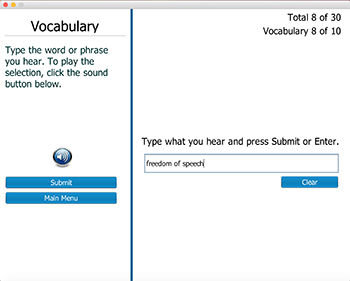 Vocabulary
Type the word or phrase
you hear. To play the
selection, click the sound
button below.
Submit
Main Menu
Total 8 of 30
Vocabulary 8 of 10
Type what you hear and press Submit or Enter.
freedom of speech
Clear